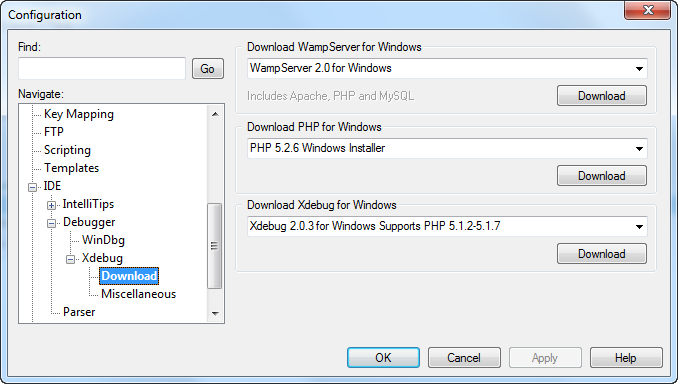 Configuration
Find:
Go
Navigate:
Key Mapping
FTP
Scripting
Templates
IDE
IntelliTips
Debugger
WinDbg
Xdebug
Download
Miscellaneous
Parser
Download WampServer for Windows
WampServer 2.0 for Windows
Includes Apache, PHP and MySQL
Download
Download PHP for Windows
PHP 5.2.6 Windows Installer
Download
Download Xdebug for Windows
Xdebug 2.0.3 for Windows Supports PHP 5.1.2-5.1.7
Download
OK
Cancel
Apply
Help